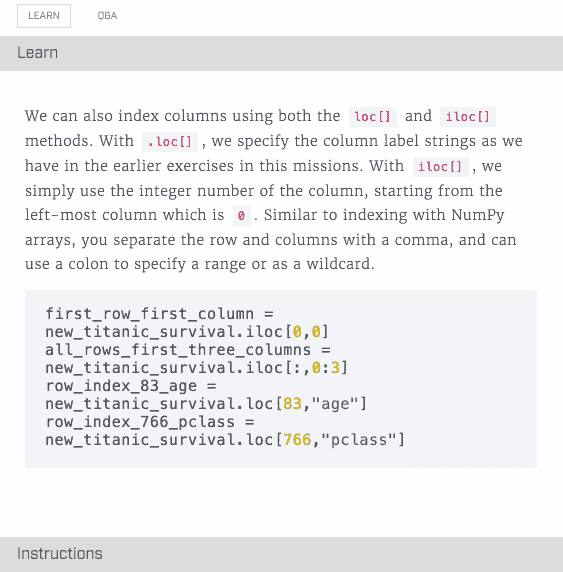 LEARN Q&A
Learn
We can also index columns using both the loc[] and iloc[]
methods. With .loc[] , we specify the column label strings as we
have in the earlier exercises in this missions. With iloc[] , we
simply use the integer number of the column, starting from the
left-most column which is 0 . Similar to indexing with NumPy
arrays, you separate the row and columns with a comma, and can
use a colon to specify a range or as a wildcard.
first_row_first_column =
new_titanic_survival.iloc[0,0]
all_rows_first_three_columns =
new_titanic_survival.iloc[:,0:3]
row_index_83_age =
new_titanic_survival.loc[83,"age"]
row_index_766_pclass =
new_titanic_survival.loc[766,"pclass"]
Instructions